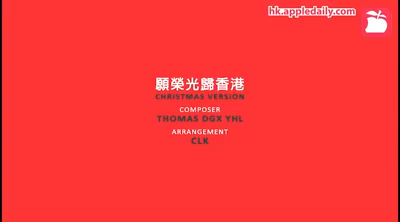 hk.appledaily.com
願榮光歸香港
CHRISTMAS VERSION
COMPOSER
THOMAS DGX YHL
ARRANGEMENT
CLK